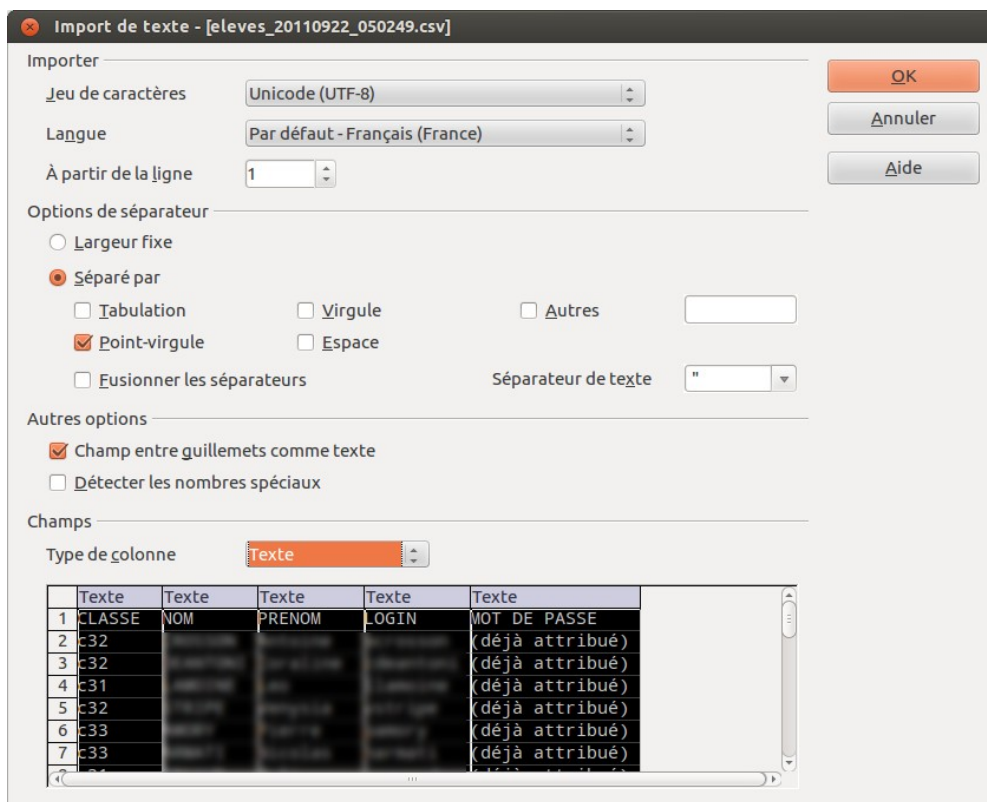 Import de texte - [eleves_20110922_050249.csv]
Importer
OK
Jeu de caractères Unicode (UTF-8)
Annuler
Langue Par défaut - Français (France)
Aide
À partir de la ligne 1
Options de séparateur
Largeur fixe
Séparé par
Tabulation Virgule Autres
Point-virgule Espace
Fusionner les séparateurs Séparateur de texte "
Autres options
Champ entre guillemets comme texte
Détecter les nombres spéciaux
Champs
Type de colonne Texte
Texte Texte Texte Texte Texte
1 CLASSE NOM PRENOM LOGIN MOT DE PASSE
2 c32 (déjà attribué)
3 c32 (déjà attribué)
4 c31 (déjà attribué)
5 c32 (déjà attribué)
6 c33 (déjà attribué)
7 c33 (déjà attribué)